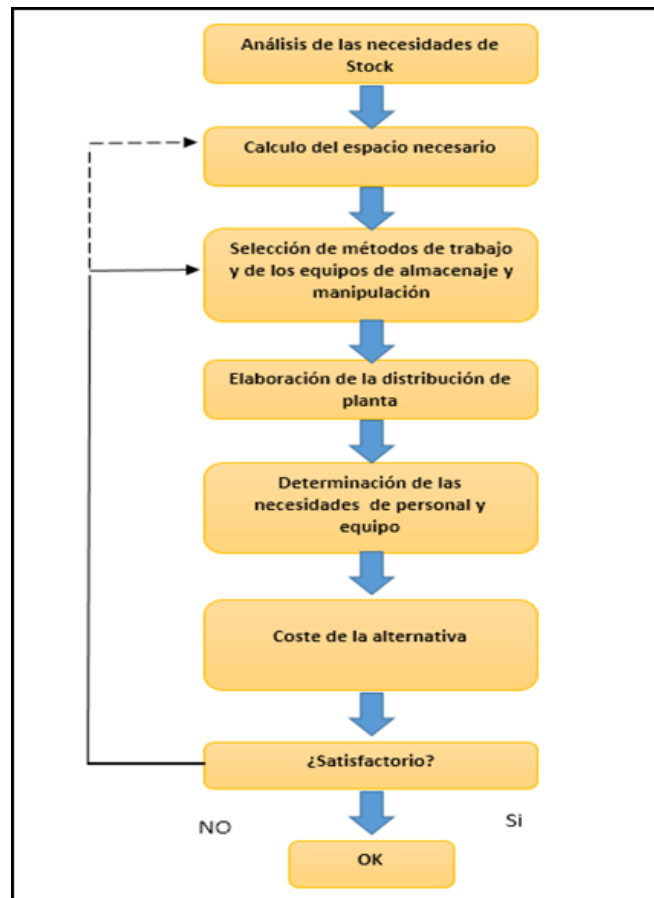 Análisis de las necesidades de
Stock
Calculo del espacio necesario
Selección de métodos de trabajo
y de los equipos de almacenaje y
manipulación
Elaboración de la distribución de
planta
Determinación de las
necesidades de personal y
equipo
Coste de la alternativa
¿Satisfactorio?
NO
Si
OK